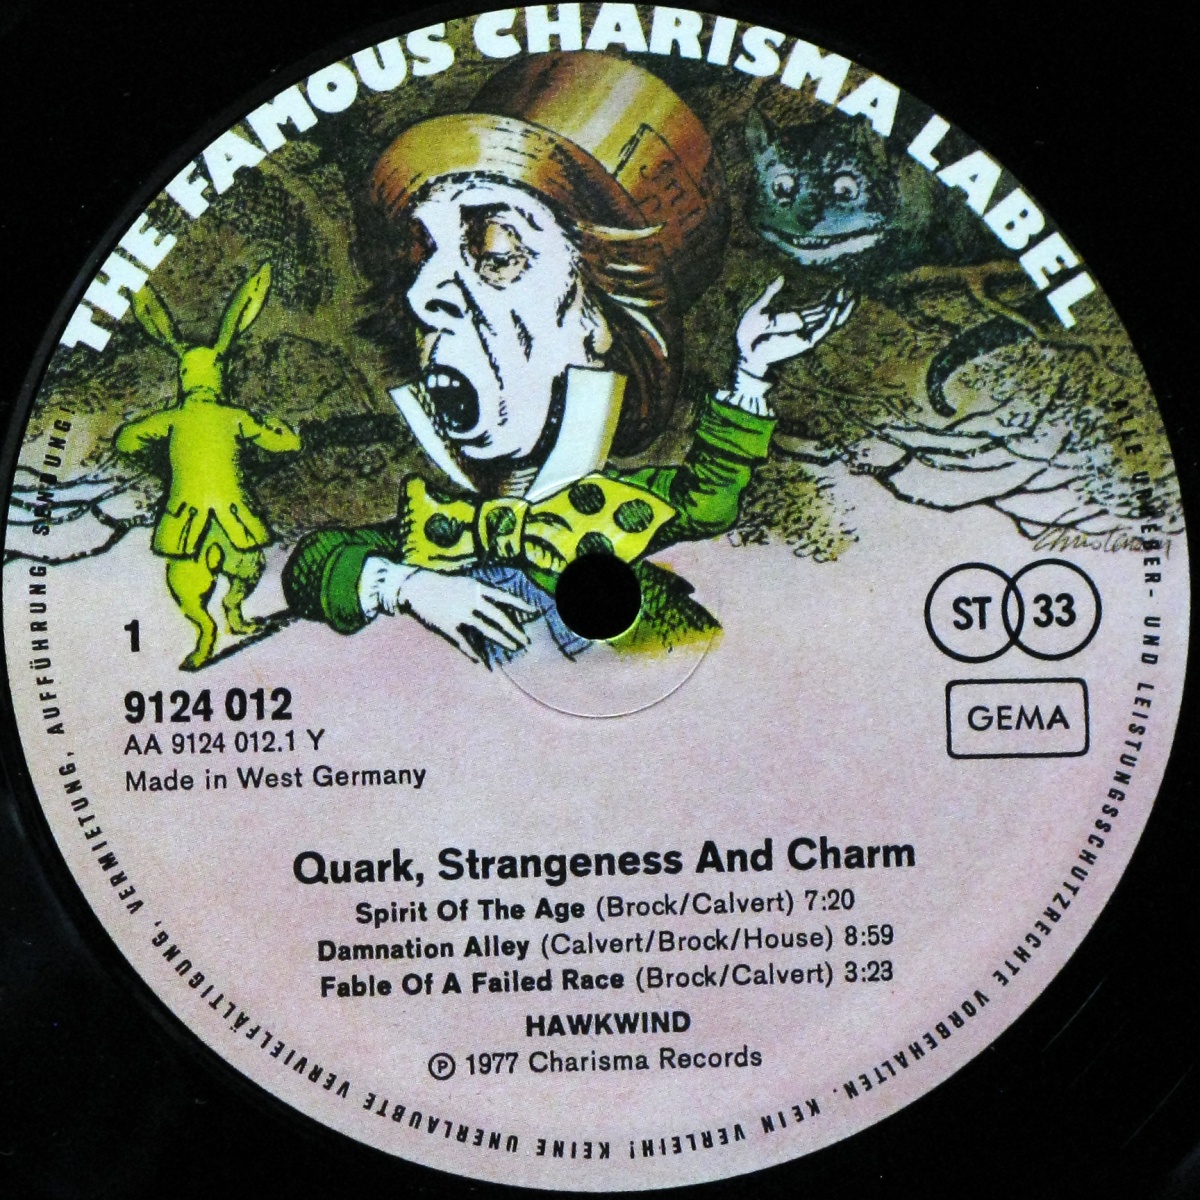 THE FAMOUS CHARISMA LABEL
ST 33
GEMA
1
9124 012
AA 9124 012.1 Y
Made in West Germany
Quark, Strangeness And Charm
Spirit Of The Age (Brock/Calvert) 7:20
Damnation Alley (Calvert/Brock/House) 8:59
Fable Of A Failed Race (Brock/Calvert) 3:23
HAWKWIND
℗ 1977 Charisma Records
ALLE URHEBER- UND LEISTUNGSSCHUTZRECHTE VORBEHALTEN. KEIN VERLEIH! KEINE UNERLAUBTE VERVIELFÄLTIGUNG, VERMIETUNG, AUFFÜHRUNG, SENDUNG!